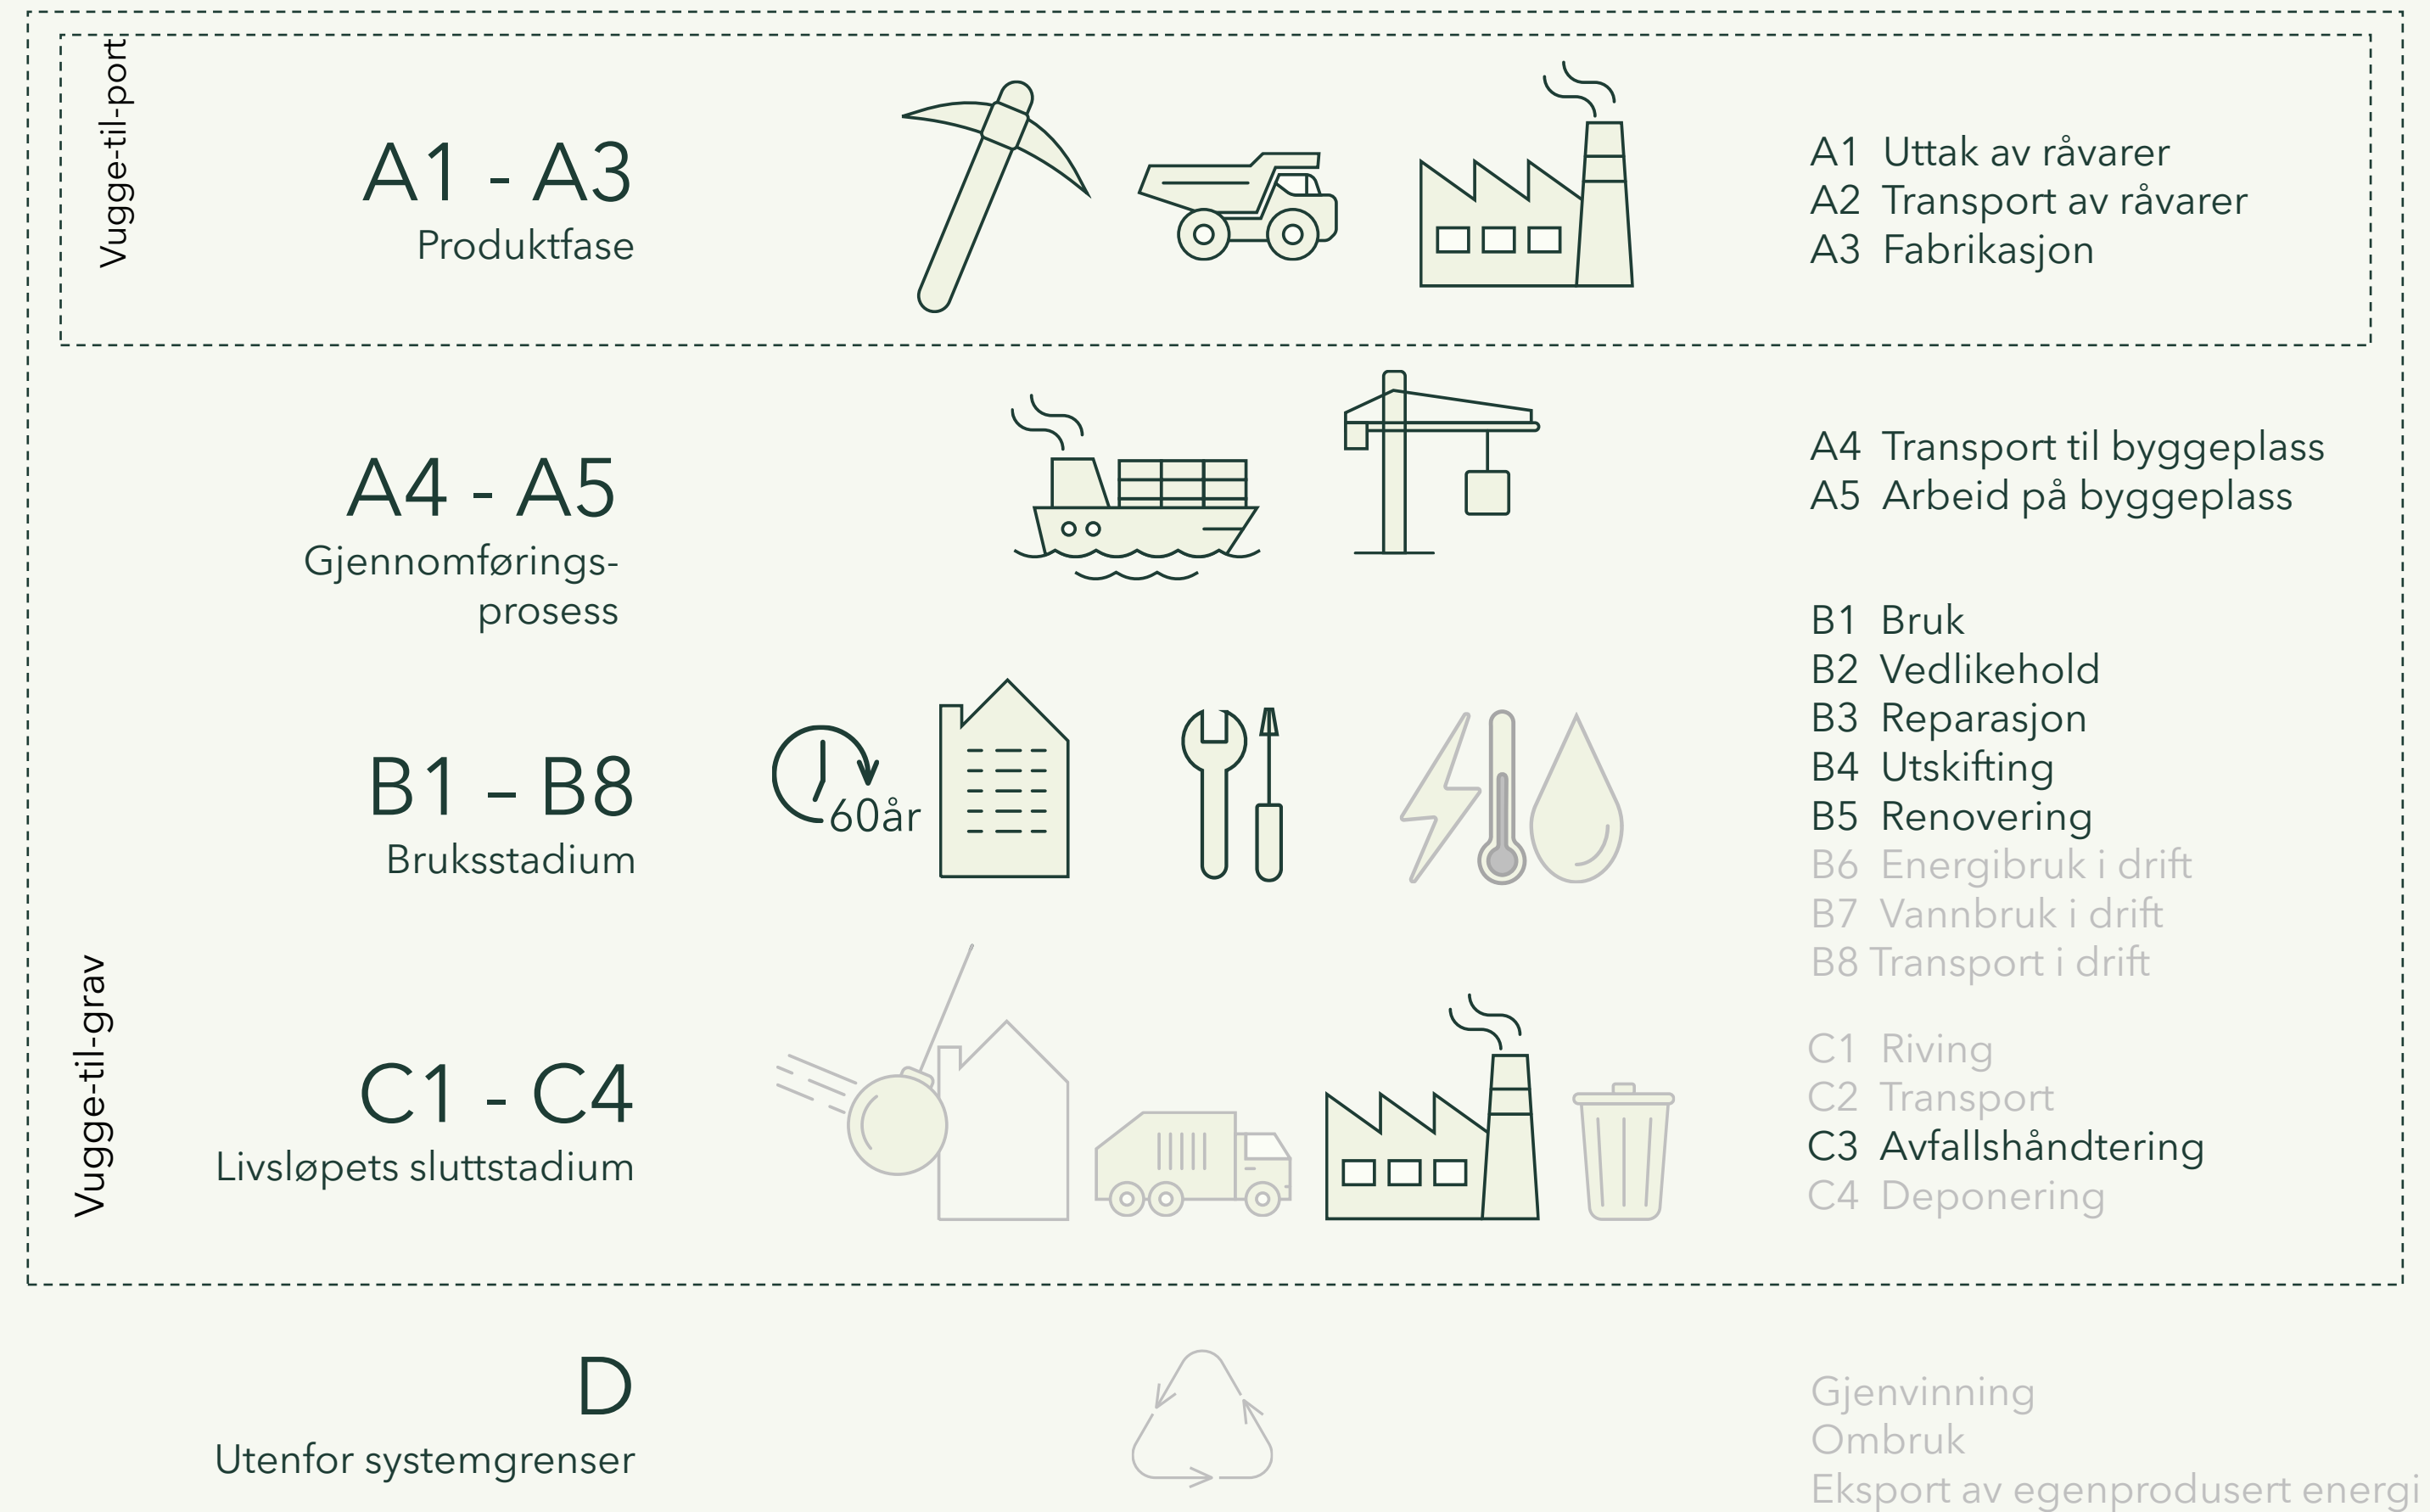 Vugge-til-port
A1 - A3
Produktfase
A1 Uttak av råvarer
A2 Transport av råvarer
A3 Fabrikasjon
A4 - A5
Gjennomførings-
prosess
A4 Transport til byggeplass
A5 Arbeid på byggeplass
B1 – B8
Bruksstadium
60år
B1 Bruk
B2 Vedlikehold
B3 Reparasjon
B4 Utskifting
B5 Renovering
B6 Energibruk i drift
B7 Vannbruk i drift
B8 Transport i drift
Vugge-til-grav
C1 - C4
Livsløpets sluttstadium
C1 Riving
C2 Transport
C3 Avfallshåndtering
C4 Deponering
D
Utenfor systemgrenser
Gjenvinning
Ombruk
Eksport av egenprodusert energi